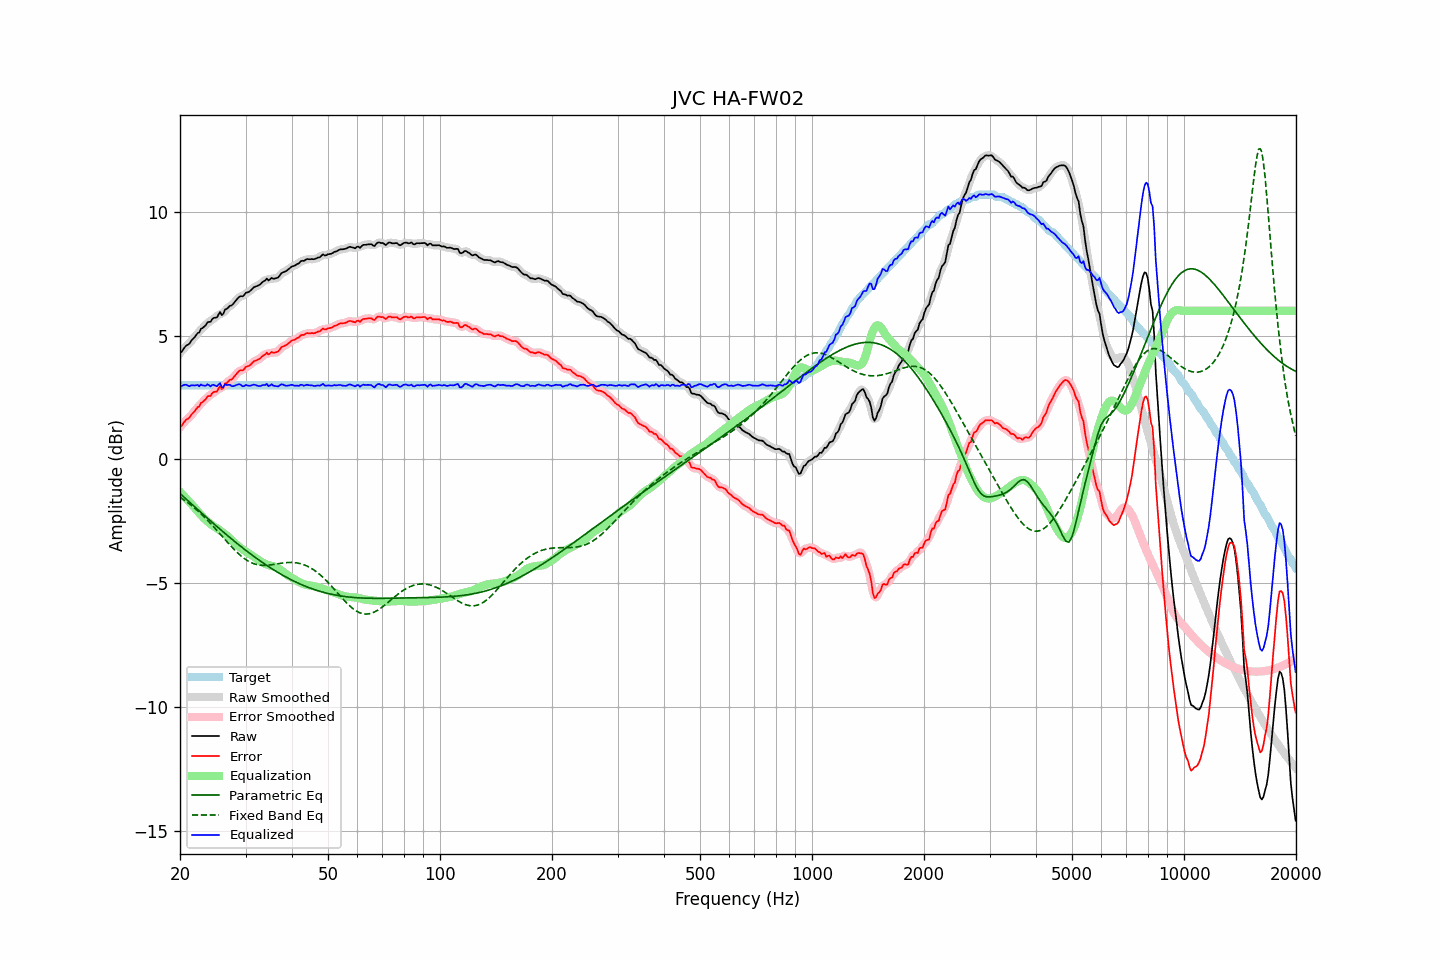 JVC HA-FW02
Amplitude (dBr)
10
5
0
−5
−10
−15
Target
Raw Smoothed
Error Smoothed
Raw
Error
Equalization
Parametric Eq
Fixed Band Eq
Equalized
20 50 100 200 500 1000 2000 5000 10000 20000
Frequency (Hz)